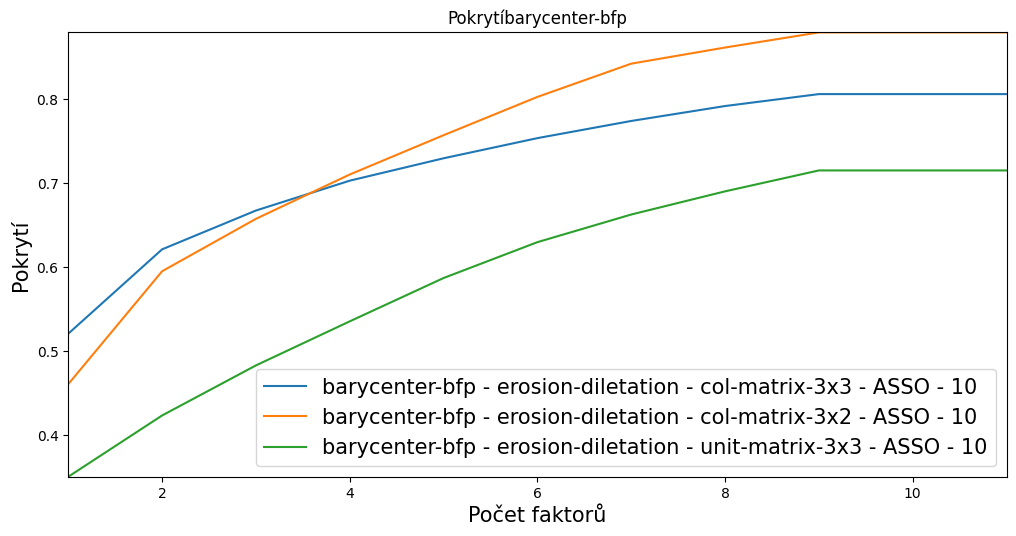 Pokrytíbarycenter-bfp
0.8
0.7
0.6
0.5
0.4
Pokrytí
barycenter-bfp - erosion-diletation - col-matrix-3x3 - ASSO - 10
barycenter-bfp - erosion-diletation - col-matrix-3x2 - ASSO - 10
barycenter-bfp - erosion-diletation - unit-matrix-3x3 - ASSO - 10
2 4 6 8 10
Počet faktorů